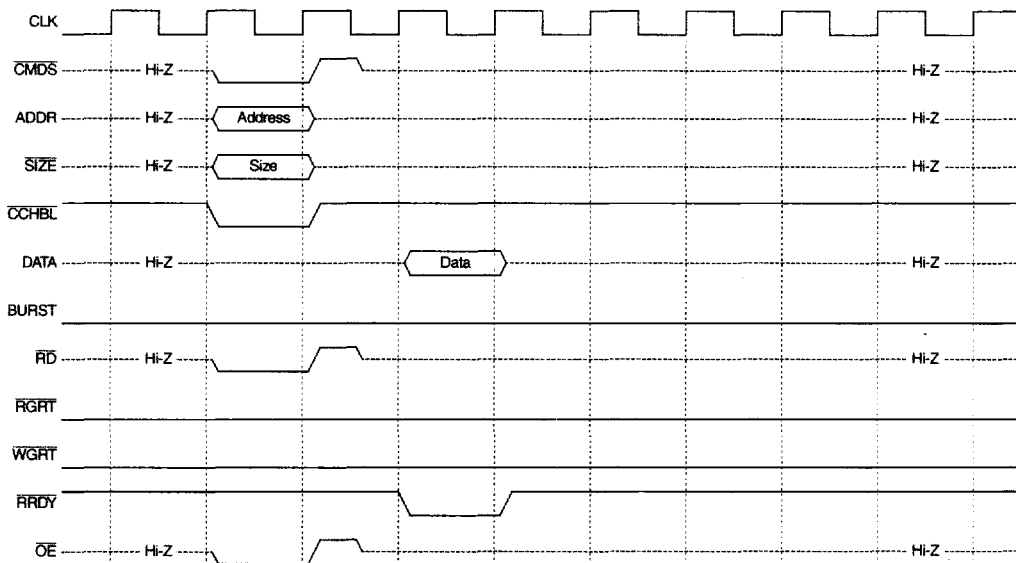 CLK
CMDS Hi-Z Hi-Z
ADDR Hi-Z Address Hi-Z
SIZE Hi-Z Size Hi-Z
CCHBL
DATA Hi-Z Data Hi-Z
BURST
RD Hi-Z Hi-Z
RGRT
WGRT
RRDY
OE Hi-Z Hi-Z